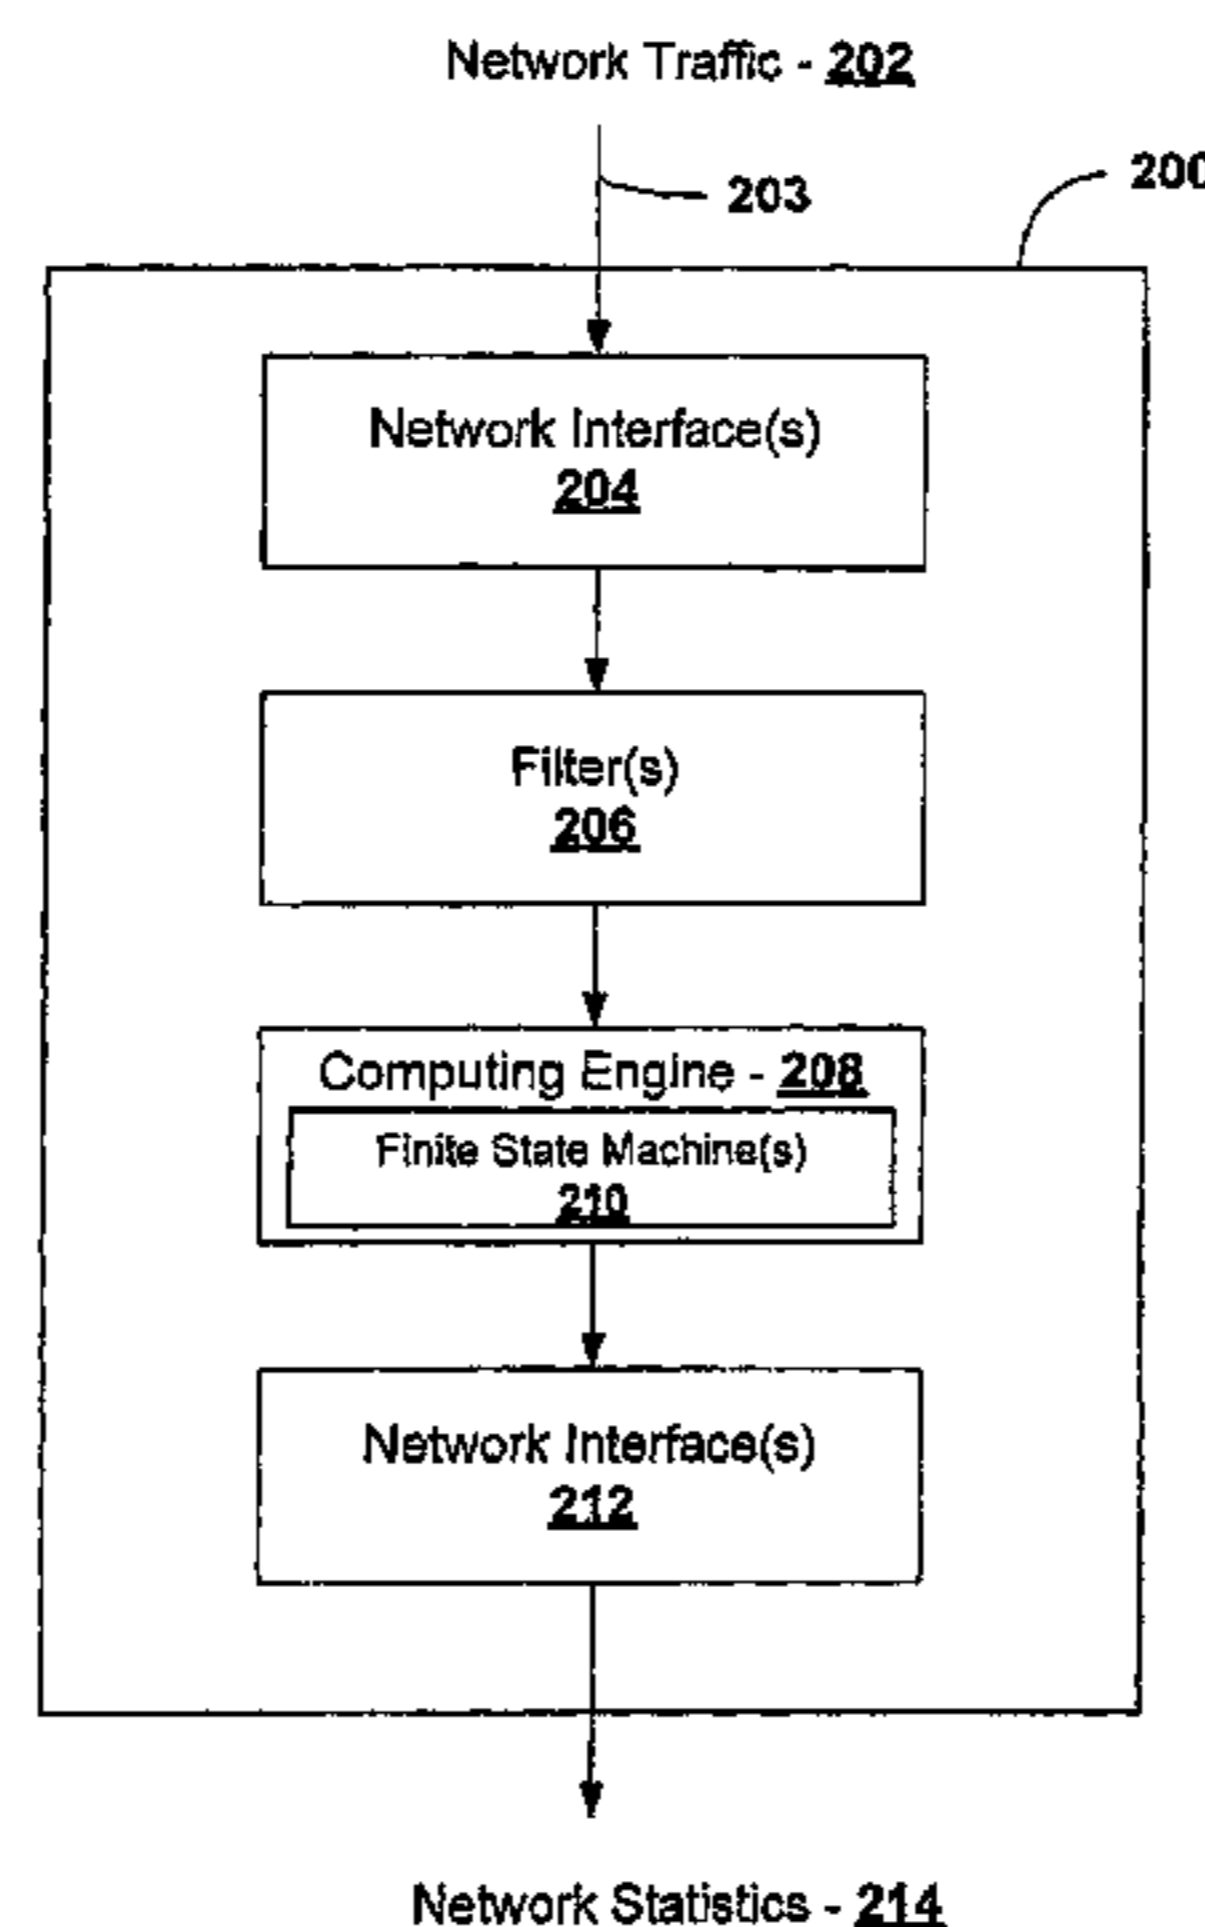 Network Traffic - 202
203
200
Network Interface(s)
204
Filter(s)
206
Computing Engine - 208
Finite State Machine(s)
210
Network Interface(s)
212
Network Statistics - 214